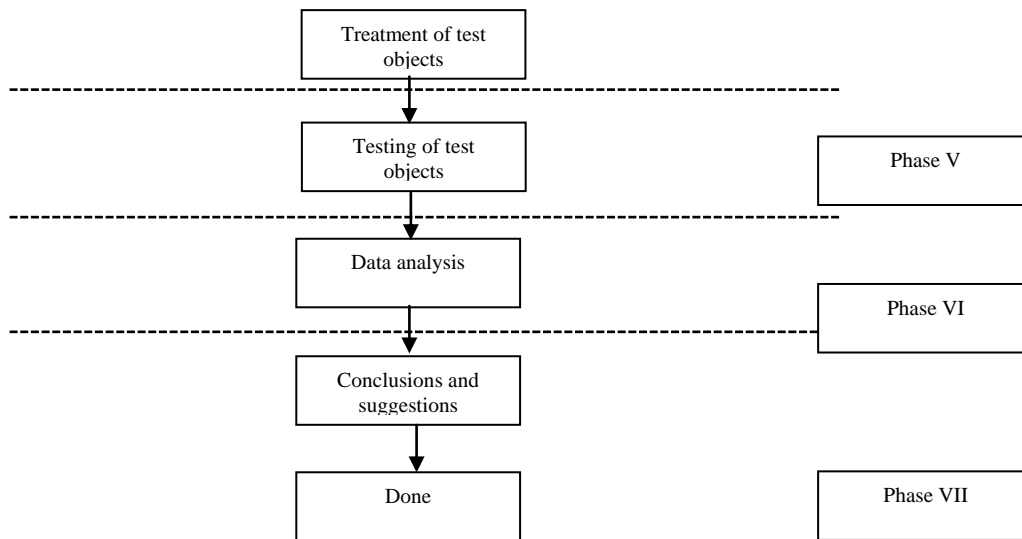 Treatment of test
objects
Testing of test
objects
Phase V
Data analysis
Phase VI
Conclusions and
suggestions
Done
Phase VII